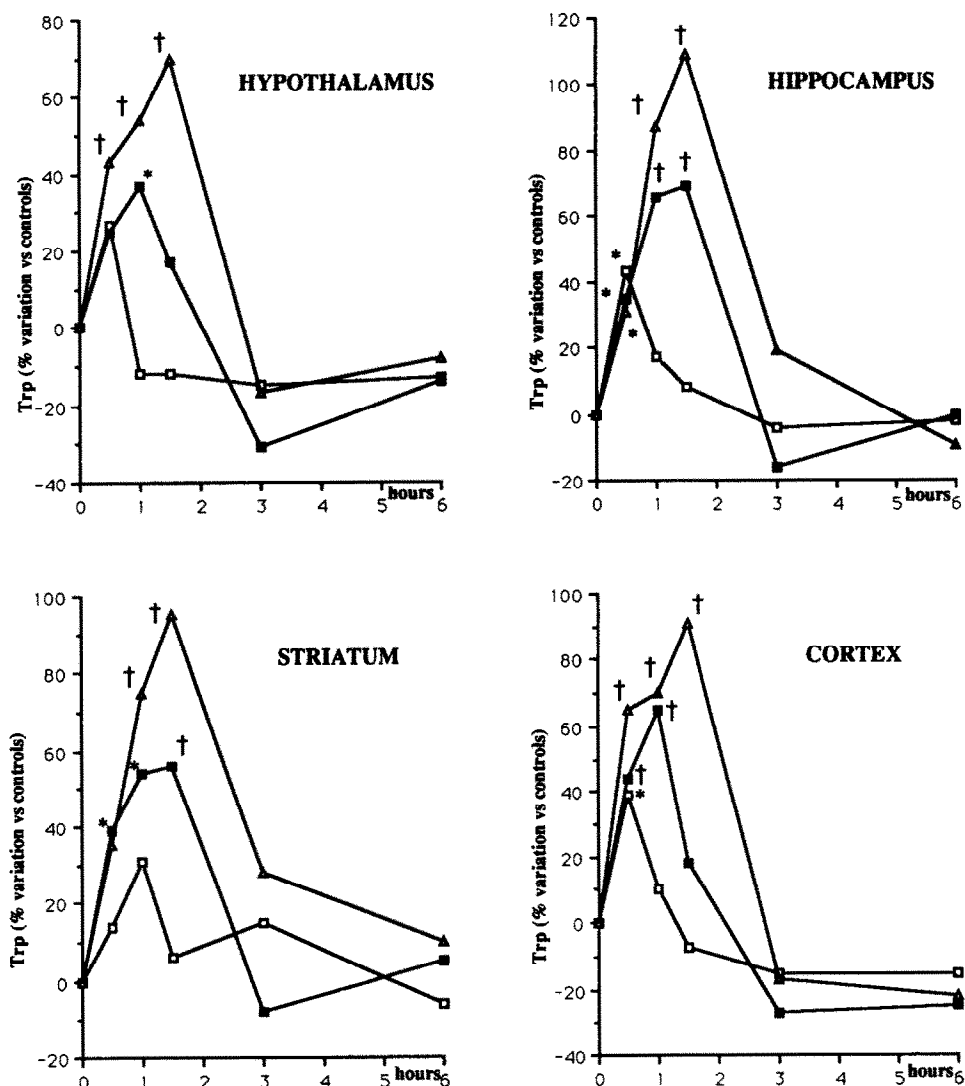 HYPOTHALAMUS
Trp (% variation vs controls)
80
60
40
20
0
-20
-40
0 1 2 3 4 5 hours 6
† † † *
HIPPOCAMPUS
Trp (% variation vs controls)
120
100
80
60
40
20
0
-20
0 1 2 3 4 5 hours 6
† † † † * * *
STRIATUM
Trp (% variation vs controls)
100
80
60
40
20
0
-20
0 1 2 3 4 5 hours 6
† † † * *
CORTEX
Trp (% variation vs controls)
100
80
60
40
20
0
-20
-40
0 1 2 3 4 5 hours 6
† † † † † *